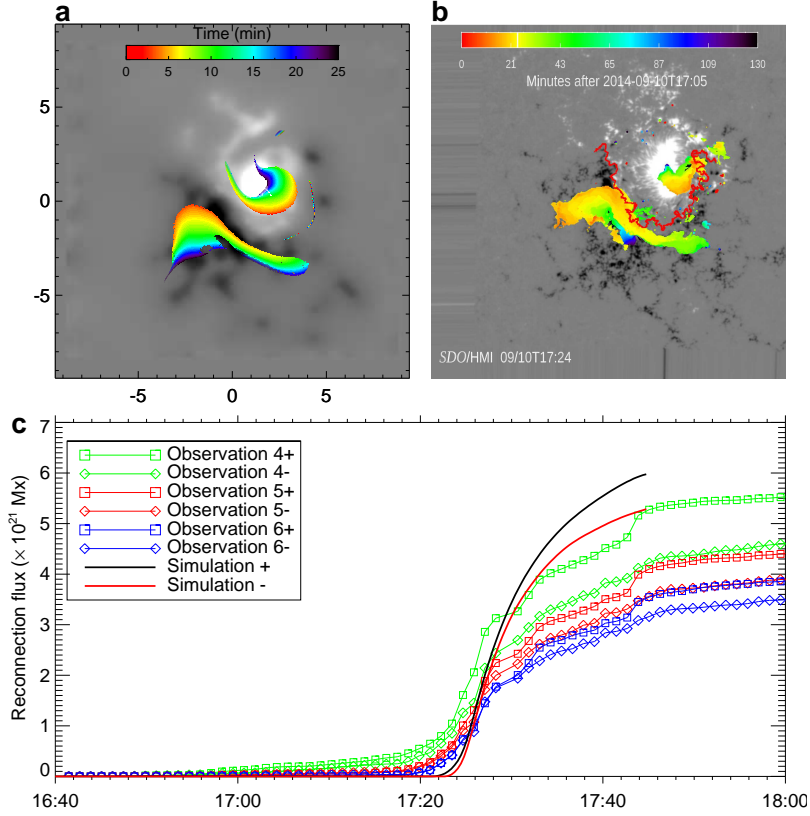 a
Time (min)
0 5 10 15 20 25
5
0
-5
-5 0 5
b
0 21 43 65 87 109 130
Minutes after 2014-09-10T17:05
SDO/HMI 09/10T17:24
c
Reconnection flux (× 10²¹ Mx)
7
6
5
4
3
2
1
0
Observation 4+
Observation 4-
Observation 5+
Observation 5-
Observation 6+
Observation 6-
Simulation +
Simulation -
16:40 17:00 17:20 17:40 18:00